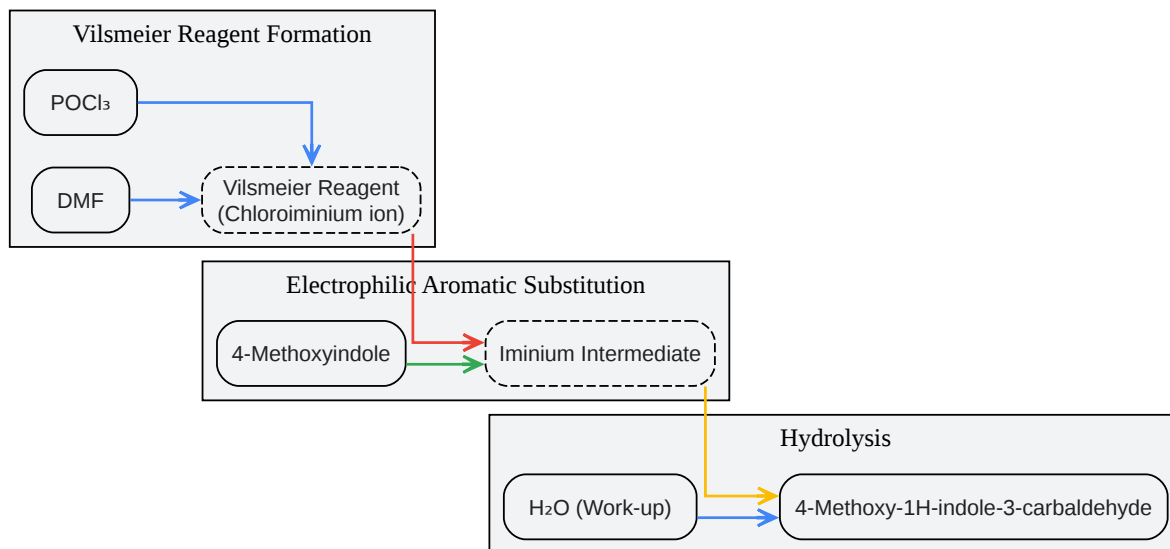 Vilsmeier Reagent Formation
POCl₃
DMF
Vilsmeier Reagent
(Chloroiminium ion)
Electrophilic Aromatic Substitution
4-Methoxyindole
Iminium Intermediate
Hydrolysis
H₂O (Work-up)
4-Methoxy-1H-indole-3-carbaldehyde